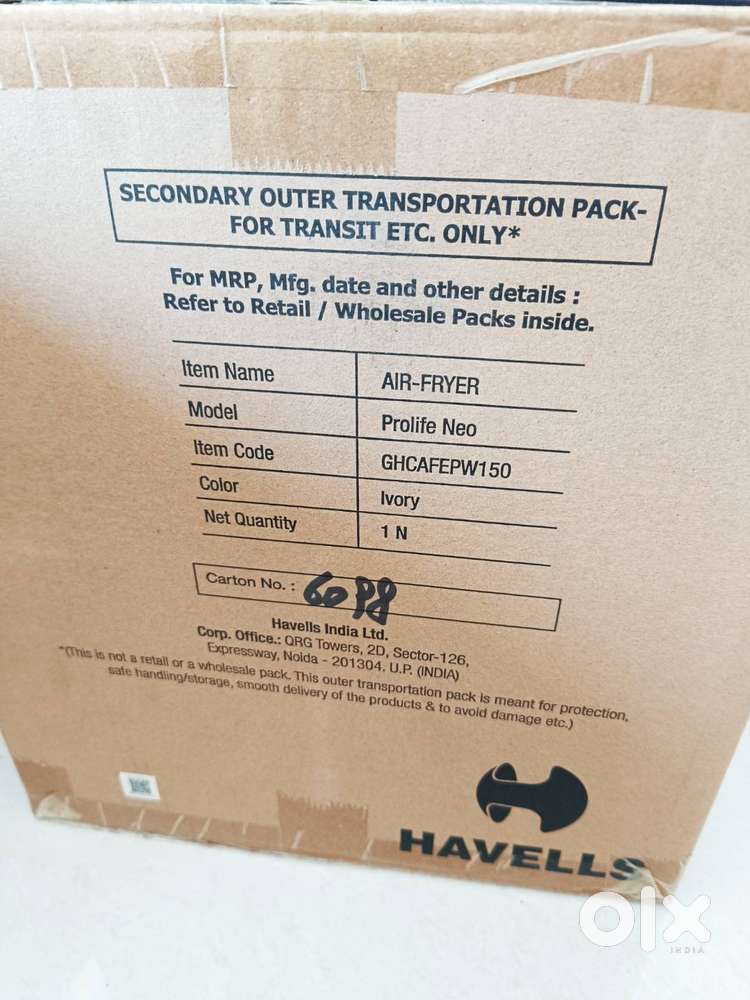 SECONDARY OUTER TRANSPORTATION PACK-
FOR TRANSIT ETC. ONLY*
For MRP, Mfg. date and other details :
Refer to Retail / Wholesale Packs inside.
Item Name AIR-FRYER
Model Prolife Neo
Item Code GHCAFEPW150
Color Ivory
Net Quantity 1 N
Carton No. : 6098
Havells India Ltd.
Corp. Office.: QRG Towers, 2D, Sector-126,
Expressway, Noida - 201304. U.P. (INDIA)
*(This is not a retail or a wholesale pack. This outer transportation pack is meant for protection,
safe handling/storage, smooth delivery of the products & to avoid damage etc.)
HAVELLS
olx
INDIA